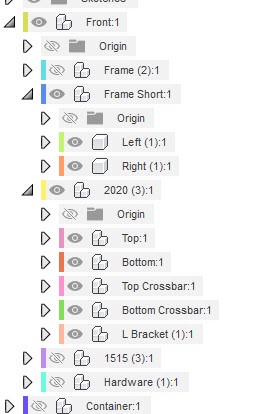 Front:1
Origin
Frame (2):1
Frame Short:1
Origin
Left (1):1
Right (1):1
2020 (3):1
Origin
Top:1
Bottom:1
Top Crossbar:1
Bottom Crossbar:1
L Bracket (1):1
1515 (3):1
Hardware (1):1
Container:1